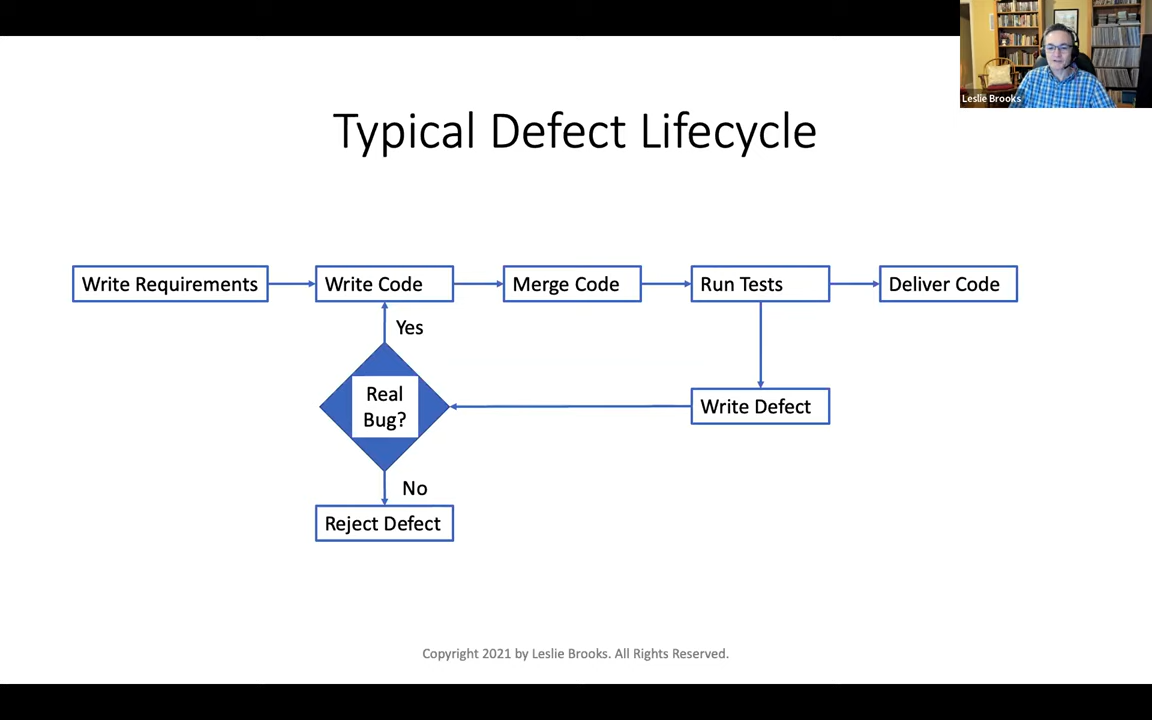 Leslie Brooks
Typical Defect Lifecycle
Write Requirements
Write Code
Merge Code
Run Tests
Deliver Code
Yes
Real
Bug?
Write Defect
No
Reject Defect
Copyright 2021 by Leslie Brooks. All Rights Reserved.